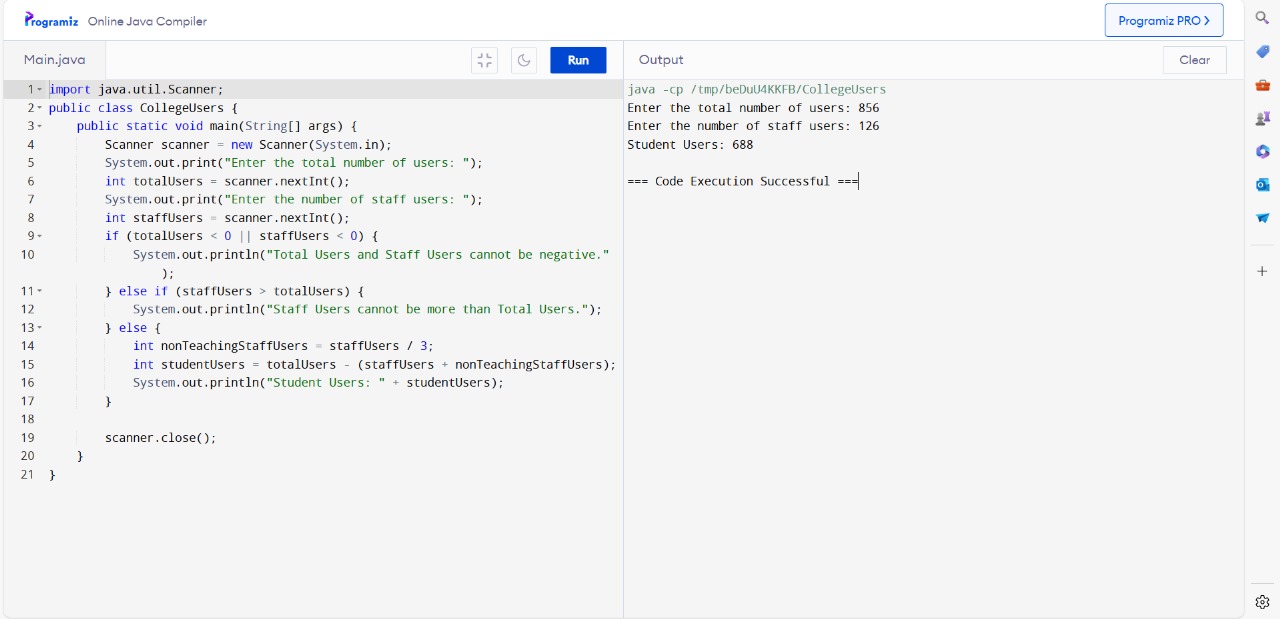 Programiz Online Java Compiler
Programiz PRO >
Main.java
Run
Output
Clear
1 import java.util.Scanner;
2 public class CollegeUsers {
3 public static void main(String[] args) {
4 Scanner scanner = new Scanner(System.in);
5 System.out.print("Enter the total number of users: ");
6 int totalUsers = scanner.nextInt();
7 System.out.print("Enter the number of staff users: ");
8 int staffUsers = scanner.nextInt();
9 if (totalUsers < 0 || staffUsers < 0) {
10 System.out.println("Total Users and Staff Users cannot be negative."
);
11 } else if (staffUsers > totalUsers) {
12 System.out.println("Staff Users cannot be more than Total Users.");
13 } else {
14 int nonTeachingStaffUsers = staffUsers / 3;
15 int studentUsers = totalUsers - (staffUsers + nonTeachingStaffUsers);
16 System.out.println("Student Users: " + studentUsers);
17 }
18
19 scanner.close();
20 }
21 }
java -cp /tmp/beDuU4KKFB/CollegeUsers
Enter the total number of users: 856
Enter the number of staff users: 126
Student Users: 688
=== Code Execution Successful ===